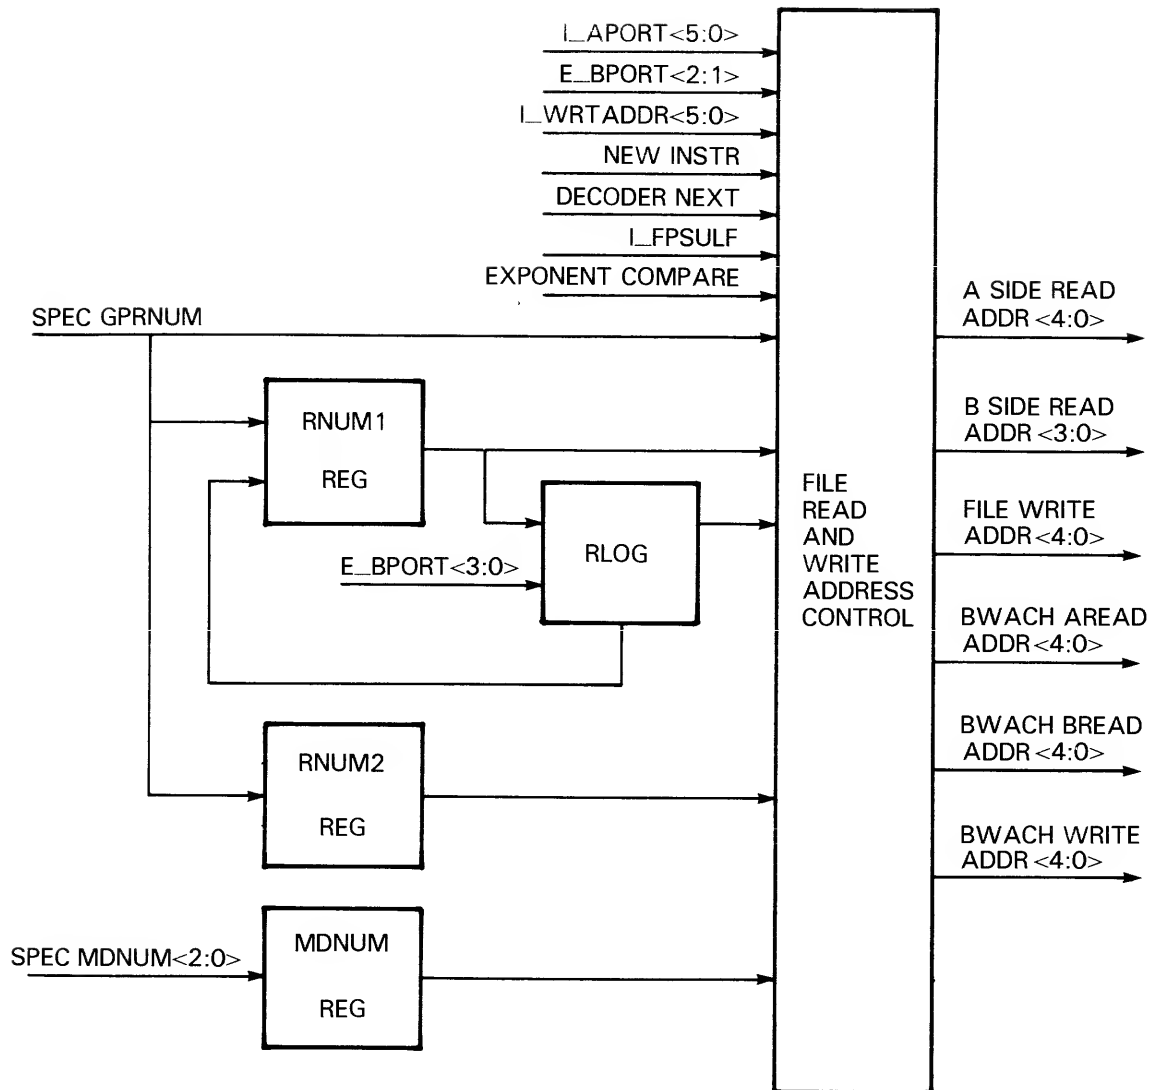 I_APORT<5:0>
E_BPORT<2:1>
I_WRTADDR<5:0>
NEW INSTR
DECODER NEXT
I_FPSULF
EXPONENT COMPARE
SPEC GPRNUM
RNUM1
REG
E_BPORT<3:0>
RLOG
RNUM2
REG
SPEC MDNUM<2:0>
MDNUM
REG
FILE
READ
AND
WRITE
ADDRESS
CONTROL
A SIDE READ
ADDR<4:0>
B SIDE READ
ADDR<3:0>
FILE WRITE
ADDR<4:0>
BWACH AREAD
ADDR<4:0>
BWACH BREAD
ADDR<4:0>
BWACH WRITE
ADDR<4:0>